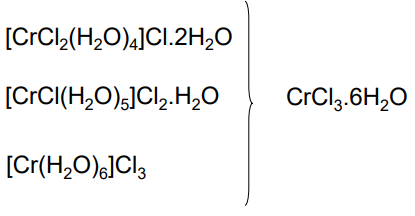 [CrCl₂(H₂O)₄]Cl.2H₂O
[CrCl(H₂O)₅]Cl₂.H₂O
CrCl₃.6H₂O
[Cr(H₂O)₆]Cl₃